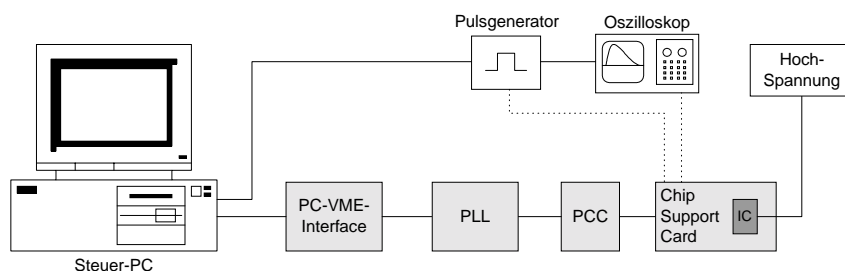 Pulsgenerator
Oszilloskop
Hoch-
Spannung
PC-VME-
Interface
PLL
PCC
Chip
Support
Card
IC
Steuer-PC